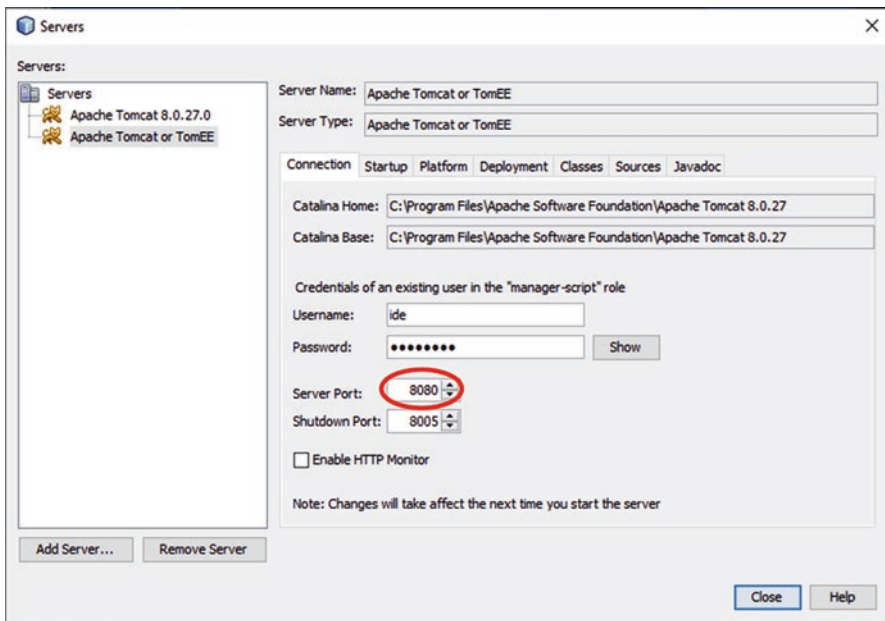 Servers
Servers:
Servers
Apache Tomcat 8.0.27.0
Apache Tomcat or TomEE
Add Server...
Remove Server
Server Name: Apache Tomcat or TomEE
Server Type: Apache Tomcat or TomEE
Connection Startup Platform Deployment Classes Sources Javadoc
Catalina Home: C:\Program Files\Apache Software Foundation\Apache Tomcat 8.0.27
Catalina Base: C:\Program Files\Apache Software Foundation\Apache Tomcat 8.0.27
Credentials of an existing user in the "manager-script" role
Username: ide
Password: ●●●●●●●● Show
Server Port: 8080
Shutdown Port: 8005
Enable HTTP Monitor
Note: Changes will take affect the next time you start the server
Close Help